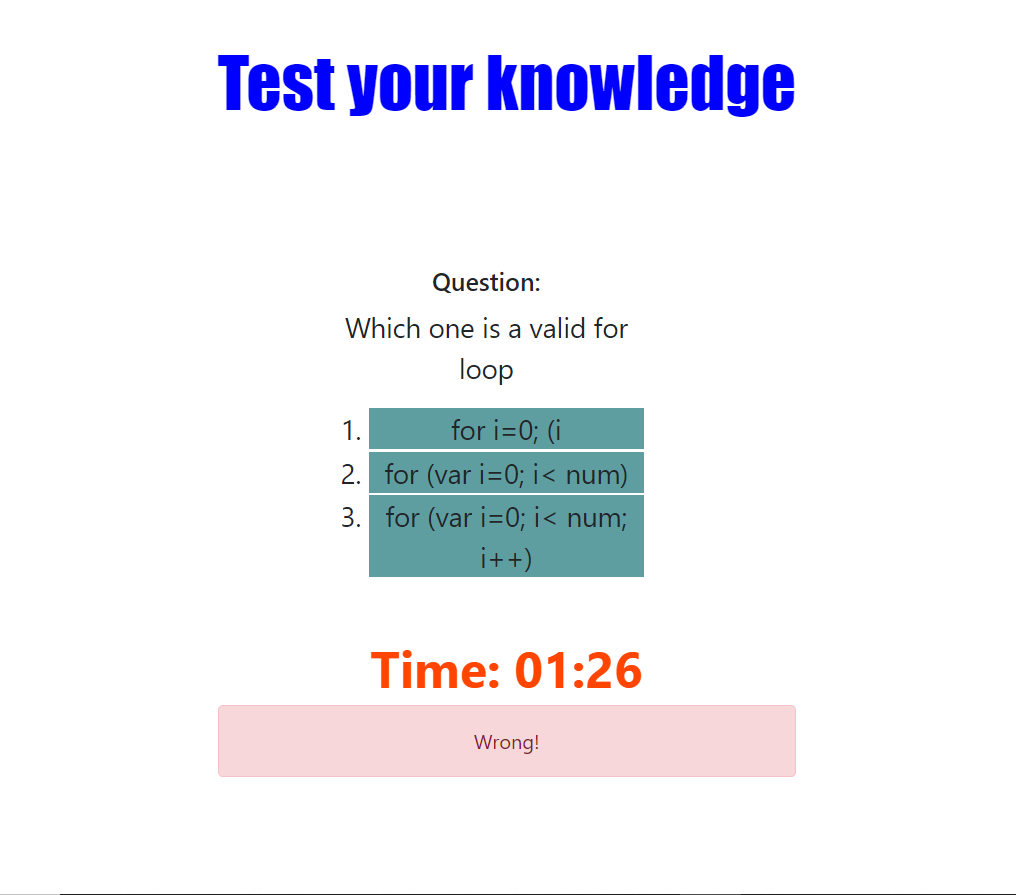 Test your knowledge
Question:
Which one is a valid for
loop
1. for i=0; (i
2. for (var i=0; i< num)
3. for (var i=0; i< num;
i++)
Time: 01:26
Wrong!